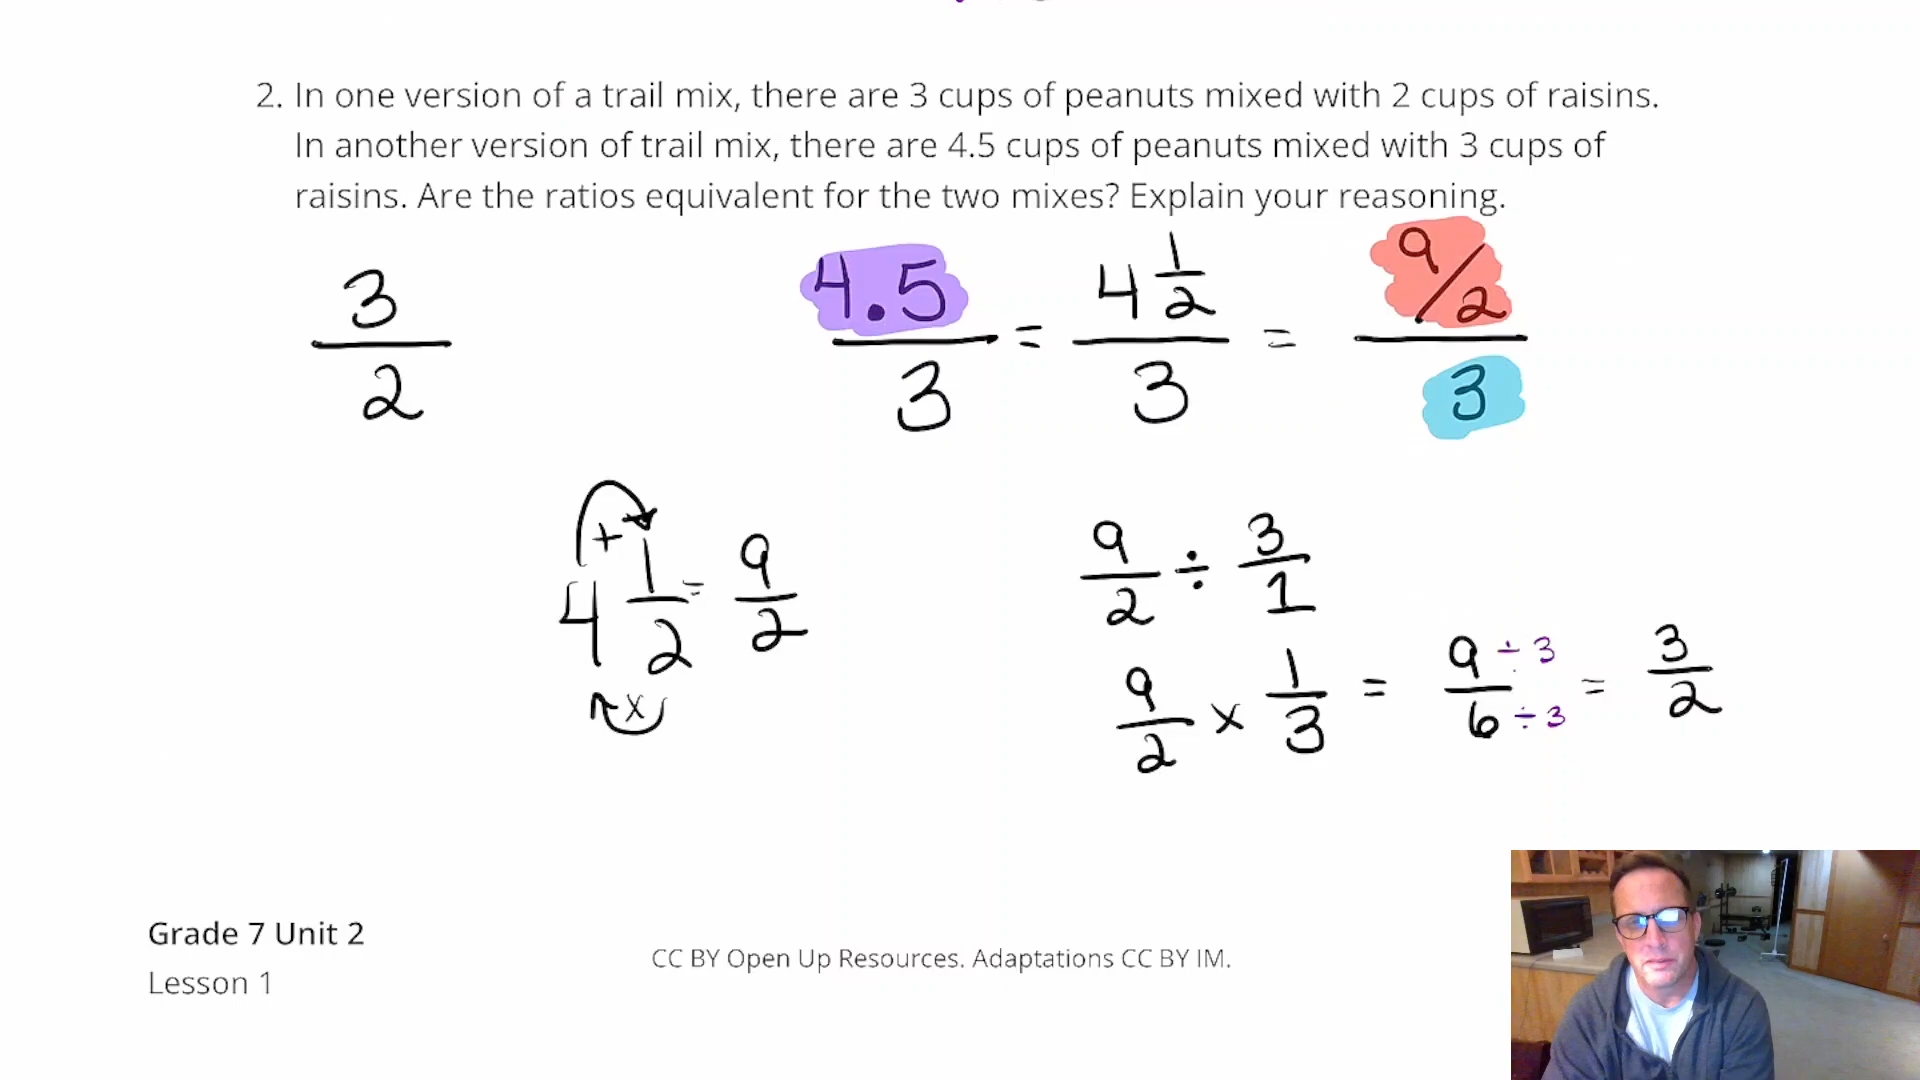 2. In one version of a trail mix, there are 3 cups of peanuts mixed with 2 cups of raisins.
In another version of trail mix, there are 4.5 cups of peanuts mixed with 3 cups of
raisins. Are the ratios equivalent for the two mixes? Explain your reasoning.
3/2
4.5/3 = 4 1/2/3 = 9/2/3
+
4 1/2 = 9/2
x
9/2 ÷ 3/1
9/2 x 1/3 = 9 ÷ 3/6 ÷ 3 = 3/2
Grade 7 Unit 2
Lesson 1
CC BY Open Up Resources. Adaptations CC BY IM.